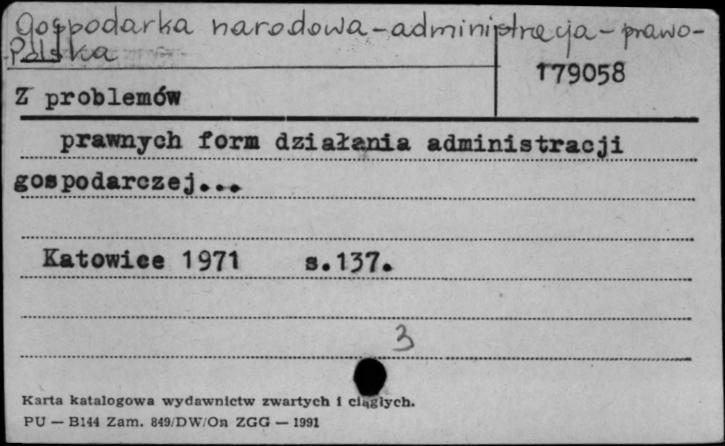 Gospodarka narodowa-administracja-prawo-
Polska
179058
Z problemów
prawnych form działania administracji
gospodarczej...
Katowice 1971 s.137.
3
Karta katalogowa wydawnictw zwartych i ciągłych.
PU — B144 Zam. 849/DW/On ZGG — 1991